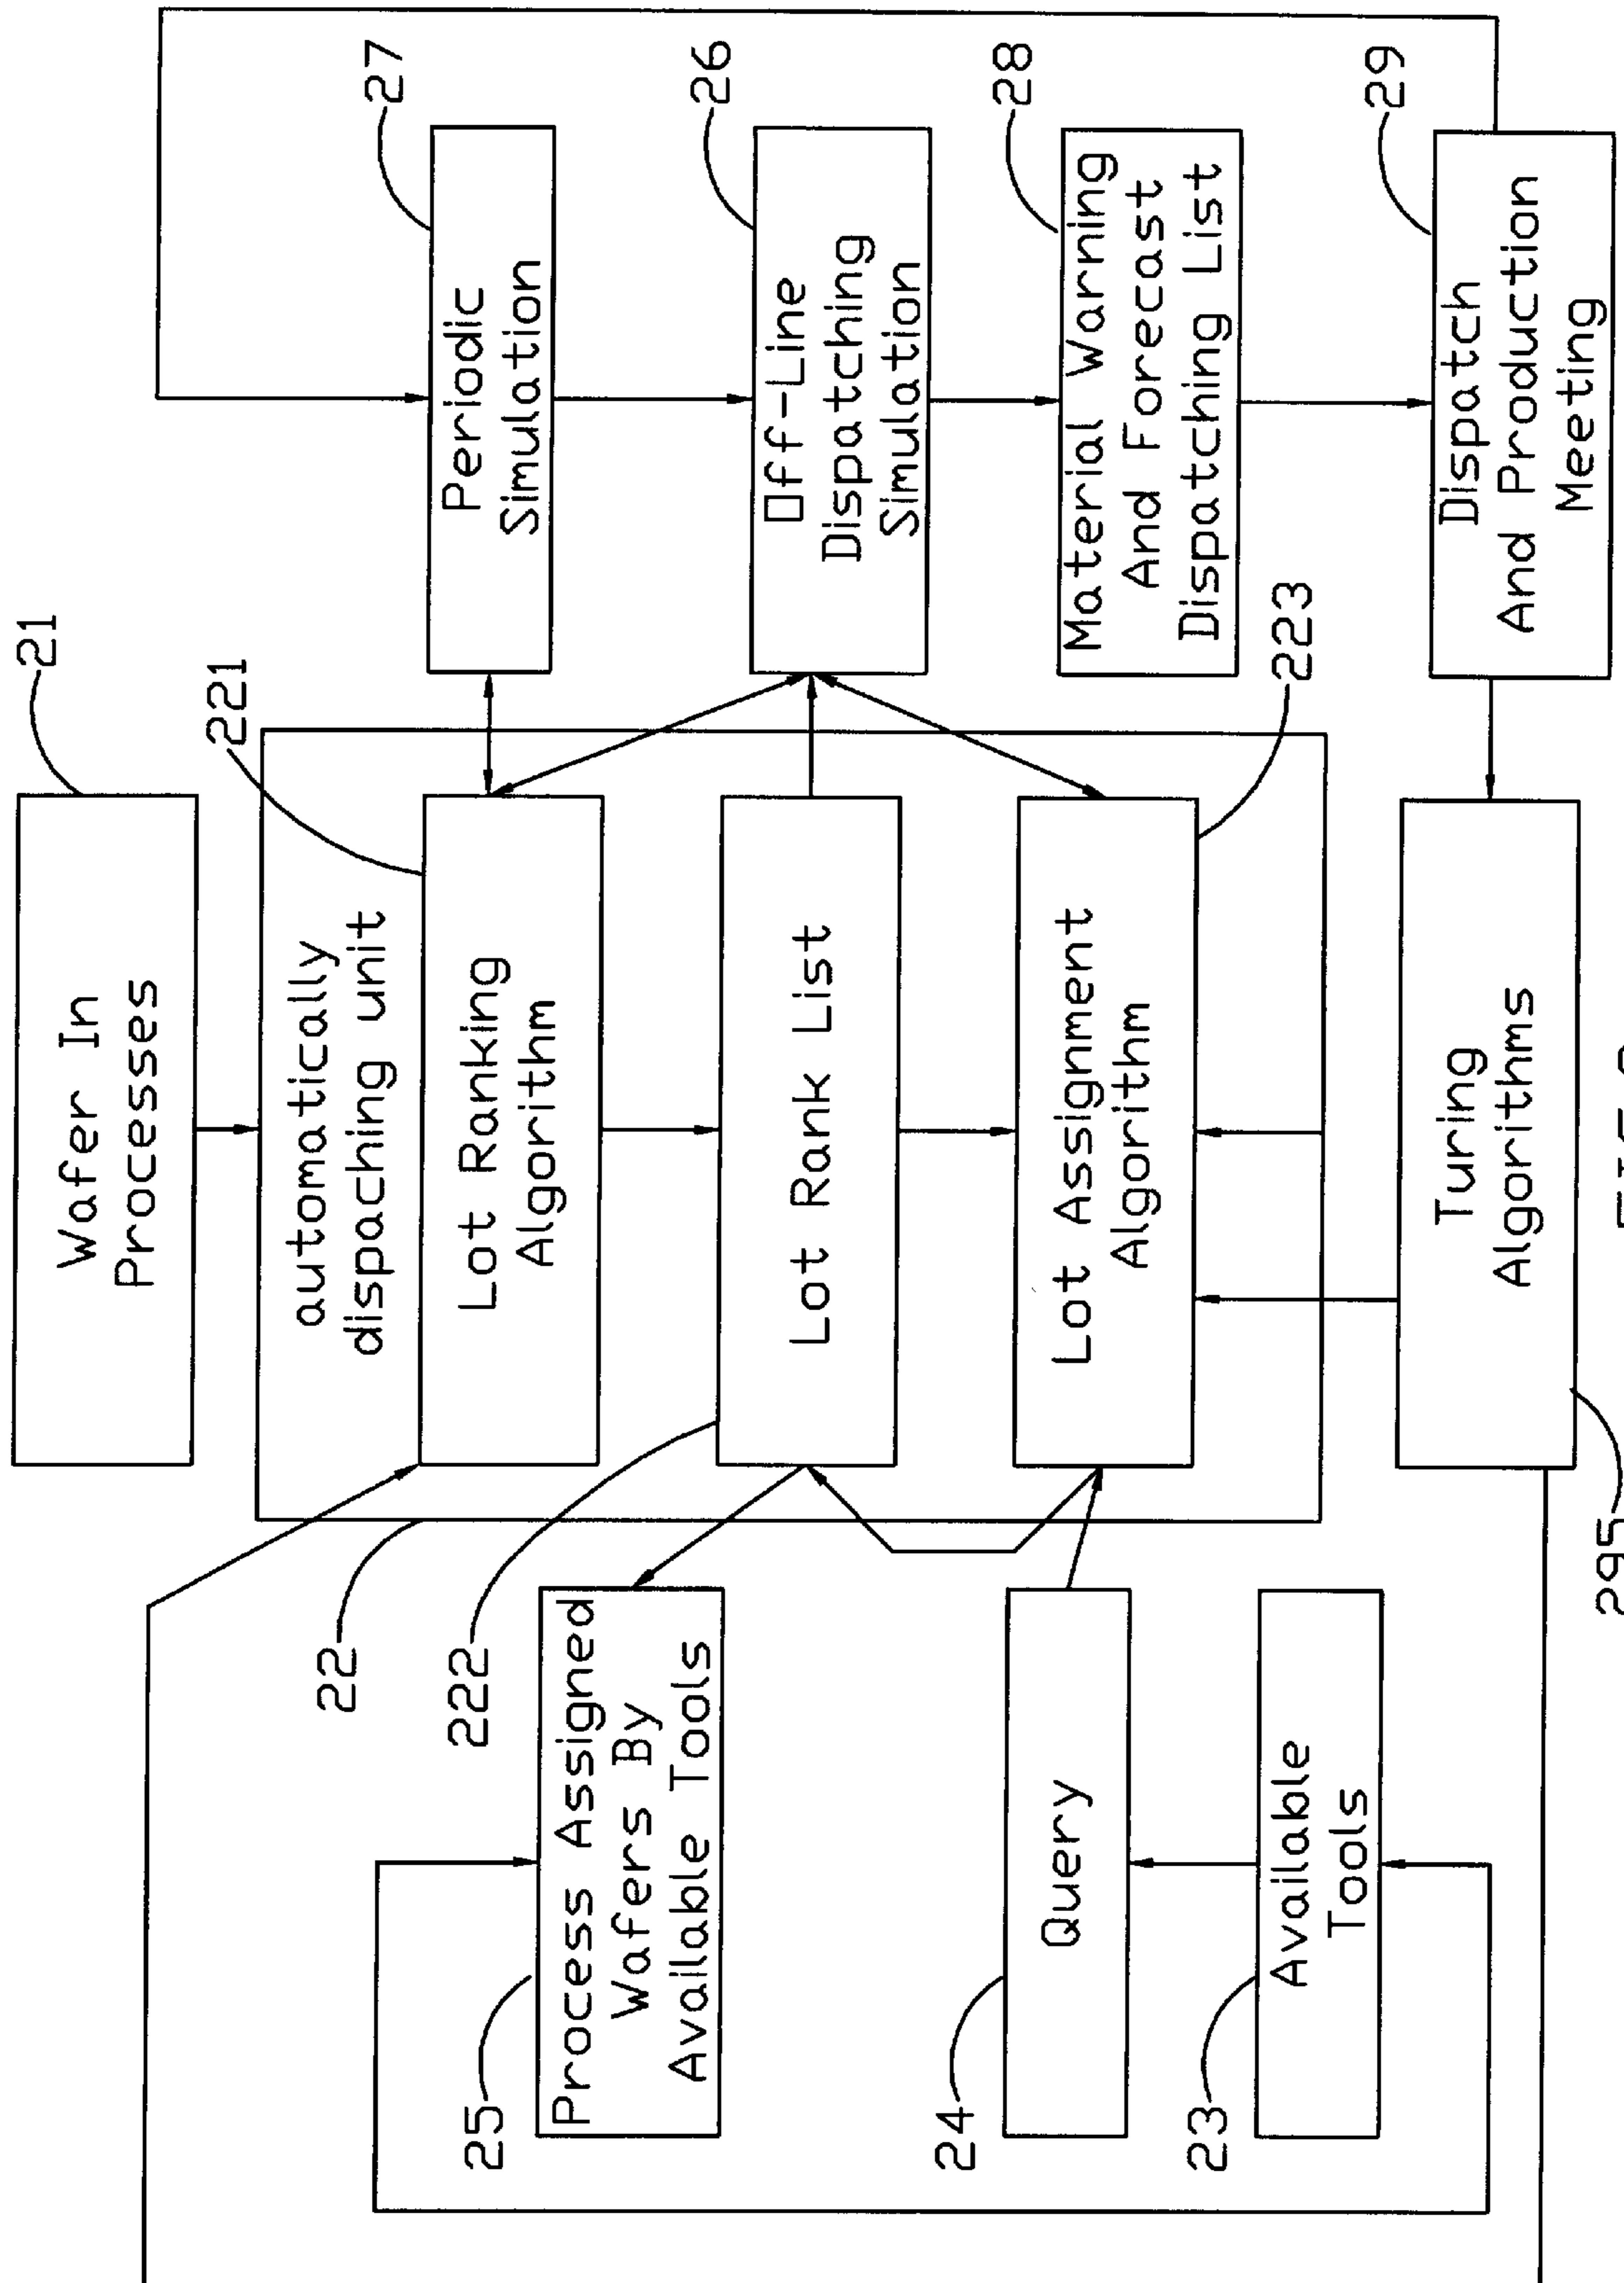 21
Wafer In
Processes
automatically
dispaching unit
221
Lot Ranking
Algorithm
22
222
Lot Rank List
Lot Assignment
Algorithm
223
Turing
Algorithms
295
25
Process Assigned
Wafers By
Available Tools
24
Query
23
Available
Tools
27
Periodic
Simulation
26
Off-Line
Dispatching
Simulation
28
Material Warning
And Forecast
Dispatching List
29
Dispatch
And Production
Meeting